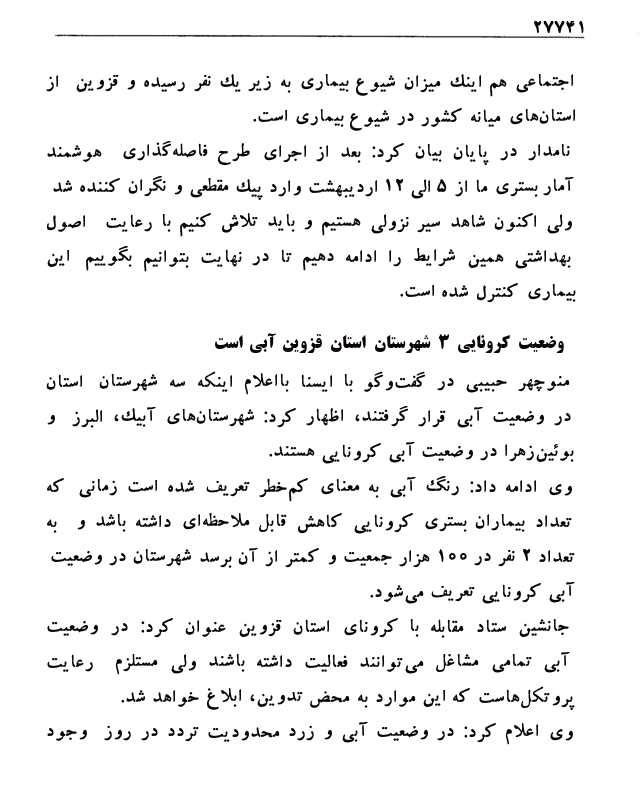 ۲۷۷۴۱
اجتماعی هم اینك میزان شیوع بیماری به زیر یك نفر رسیده و قزوین از
استان‌های میانه کشور در شیوع بیماری است.
نامدار در پایان بیان کرد: بعد از اجرای طرح فاصله‌گذاری هوشمند
آمار بستری ما از ۵ الی ۱۲ اردیبهشت وارد پیك مقطعی و نگران کننده شد
ولی اکنون شاهد سیر نزولی هستیم و باید تلاش کنیم با رعایت اصول
بهداشتی همین شرایط را ادامه دهیم تا در نهایت بتوانیم بگوییم این
بیماری کنترل شده است.
وضعیت کرونایی ۳ شهرستان استان قزوین آبی است
منوچهر حبیبی در گفت‌وگو با ایسنا بااعلام اینکه سه شهرستان استان
در وضعیت آبی قرار گرفتند، اظهار کرد: شهرستان‌های آبیك، البرز و
بوئین‌زهرا در وضعیت آبی کرونایی هستند.
وی ادامه داد: رنگ آبی به معنای کم‌خطر تعریف شده است زمانی که
تعداد بیماران بستری کرونایی کاهش قابل ملاحظه‌ای داشته باشد و به
تعداد ۲ نفر در ۱۰۰ هزار جمعیت و کمتر از آن برسد شهرستان در وضعیت
آبی کرونایی تعریف می‌شود.
جانشین ستاد مقابله با کرونای استان قزوین عنوان کرد: در وضعیت
آبی تمامی مشاغل می‌توانند فعالیت داشته باشند ولی مستلزم رعایت
پروتکل‌هاست که این موارد به محض تدوین، ابلاغ خواهد شد.
وی اعلام کرد: در وضعیت آبی و زرد محدودیت تردد در روز وجود